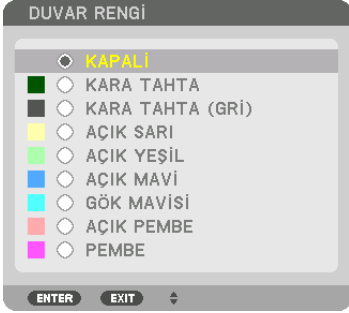 DUVAR RENGİ
KAPALI
KARA TAHTA
KARA TAHTA (GRİ)
AÇIK SARI
AÇIK YEŞİL
AÇIK MAVİ
GÖK MAVİSİ
AÇIK PEMBE
PEMBE
ENTER EXIT